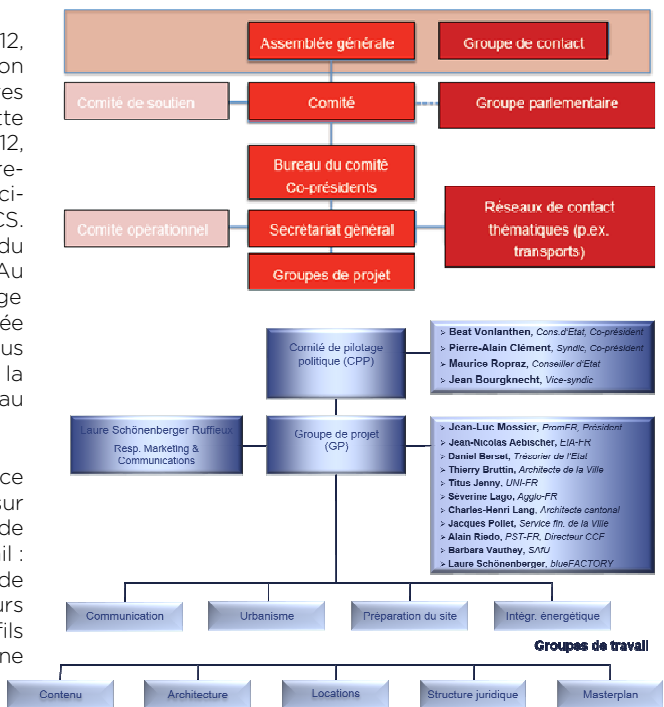 12,
on
res
tte
12,
re-
ci-
CS.
du
Au
ge
ée
us
la
au
ce
sur
de
il :
de
urs
fils
ne
Assemblée générale
Groupe de contact
Comité de soutien
Comité
Groupe parlementaire
Bureau du comité
Co-présidents
Comité opérationnel
Secrétariat général
Réseaux de contact
thématiques (p.ex.
transports)
Groupes de projet
Comité de pilotage
politique (CPP)
> Beat Vonlanthen, Cons.d'Etat, Co-président
> Pierre-Alain Clément, Syndic, Co-président
> Maurice Ropraz, Conseiller d'Etat
> Jean Bourgknecht, Vice-syndic
Laure Schönenberger Ruffieux
Resp. Marketing &
Communications
Groupe de projet
(GP)
> Jean-Luc Mossier, PromFR, Président
> Jean-Nicolas Aebischer, EIA-FR
> Daniel Berset, Trésorier de l'Etat
> Thierry Bruttin, Architecte de la Ville
> Titus Jenny, UNI-FR
> Séverine Lago, Agglo-FR
> Charles-Henri Lang, Architecte cantonal
> Jacques Pollet, Service fin. de la Ville
> Alain Riedo, PST-FR, Directeur CCF
> Barbara Vauthey, SAfU
> Laure Schönenberger, blueFACTORY
Communication
Urbanisme
Préparation du site
Intégr. énergétique
Groupes de travail
Contenu
Architecture
Locations
Structure juridique
Masterplan